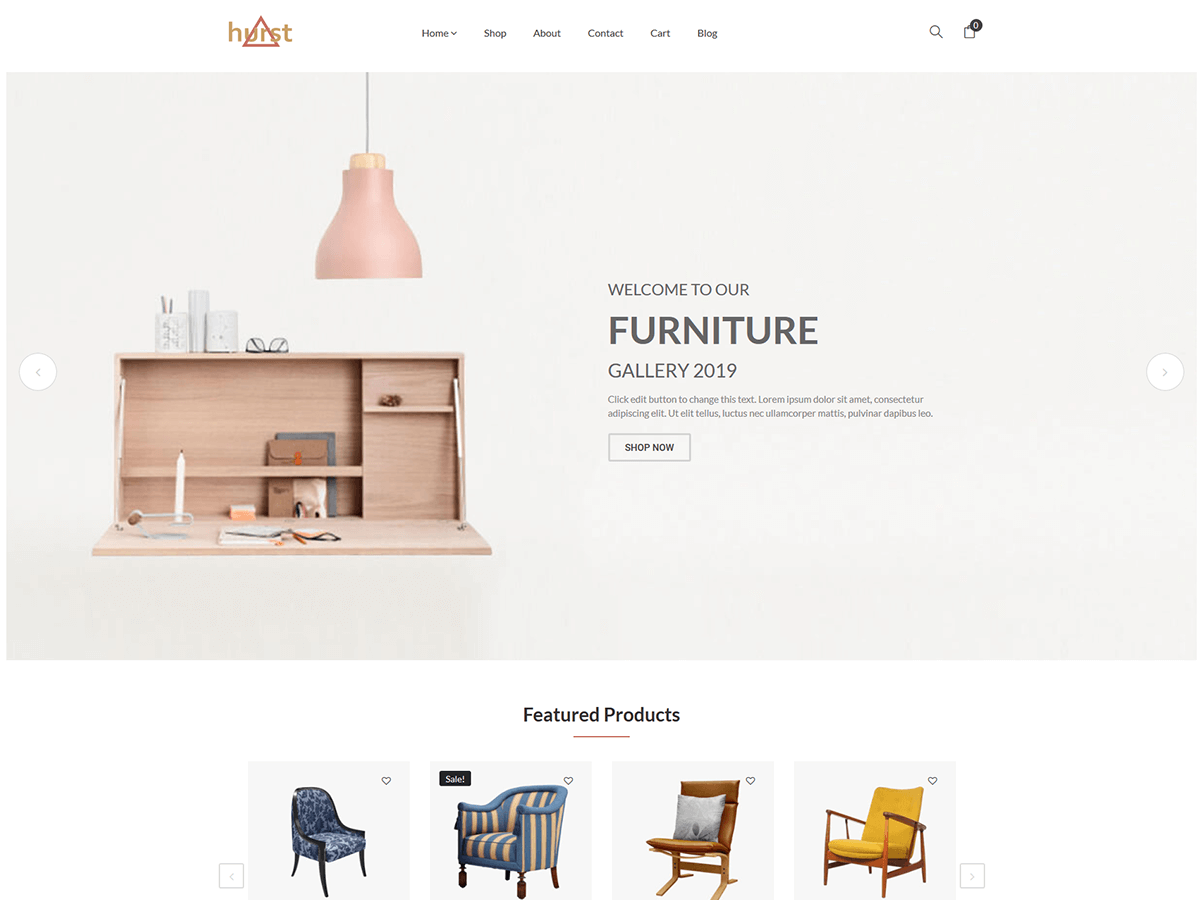 hurst
Home Shop About Contact Cart Blog
0
WELCOME TO OUR
FURNITURE
GALLERY 2019
Click edit button to change this text. Lorem ipsum dolor sit amet, consectetur
adipiscing elit. Ut elit tellus, luctus nec ullamcorper mattis, pulvinar dapibus leo.
SHOP NOW
Featured Products
Sale!